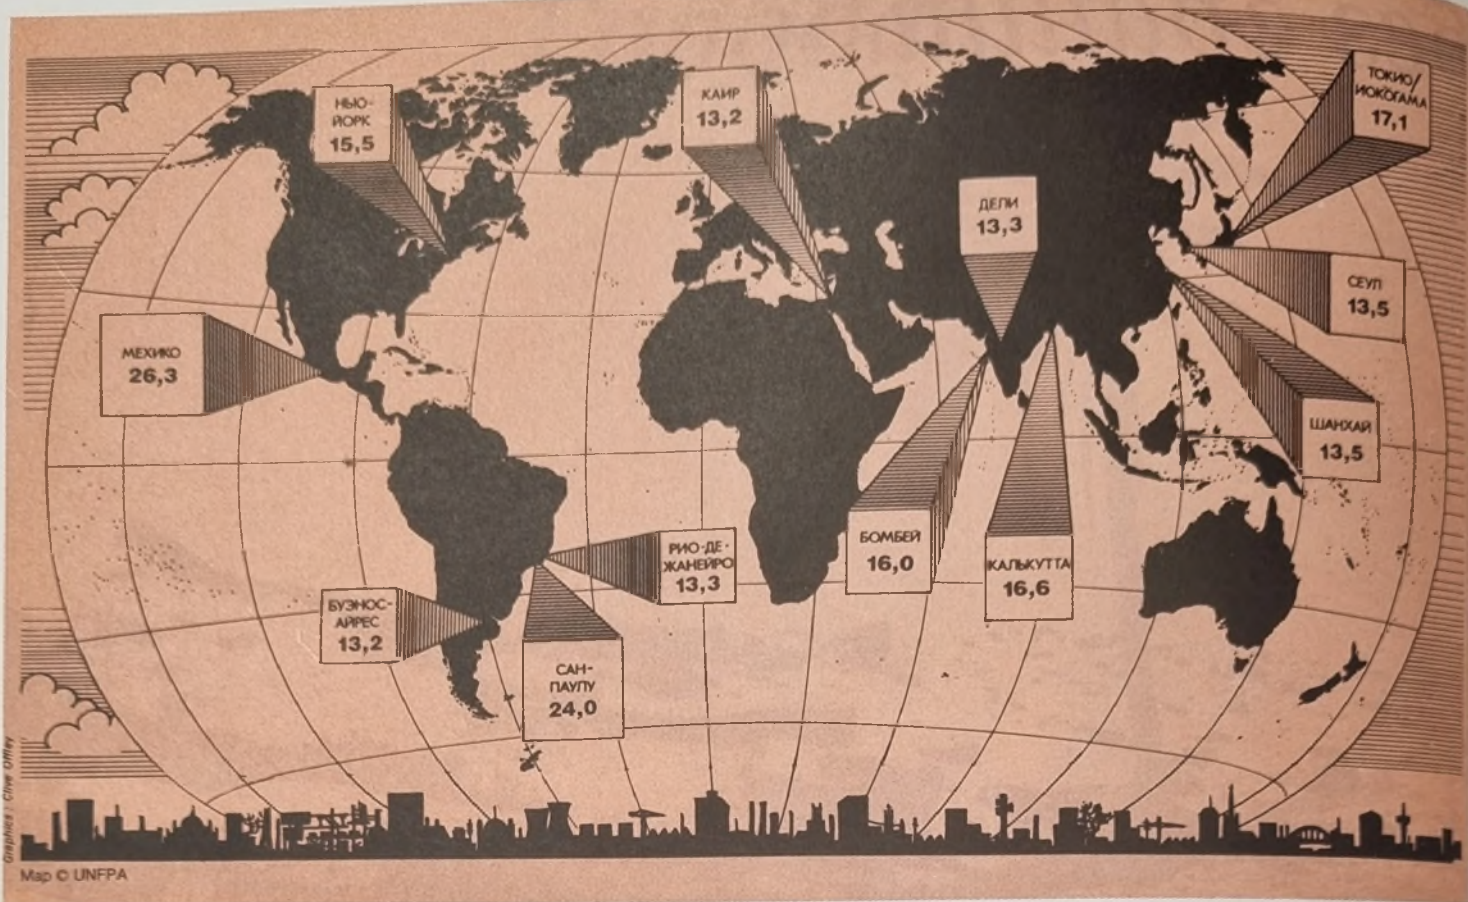 НЬЮ-
ЙОРК
15,5
КАИР
13,2
ТОКИО/
ИОКОГАМА
17,1
ДЕЛИ
13,3
СЕУЛ
13,5
МЕХИКО
26,3
ШАНХАЙ
13,5
БОМБЕЙ
16,0
КАЛЬКУТТА
16,6
РИО-ДЕ-
ЖАНЕЙРО
13,3
БУЭНОС-
АЙРЕС
13,2
САН-
ПАУЛУ
24,0
Graphics: Clive Offley
Map © UNFPA